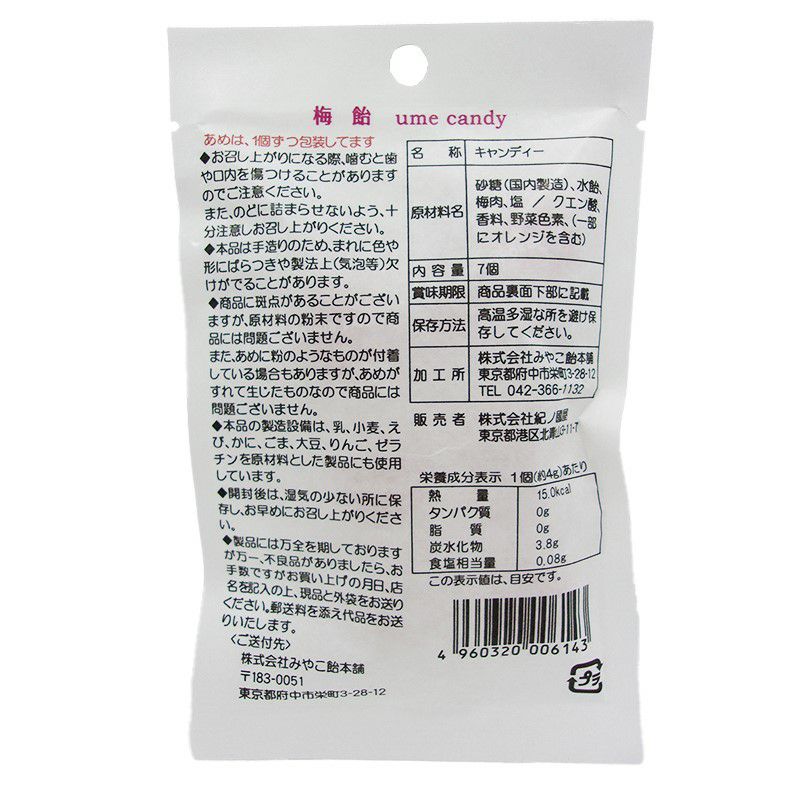 梅飴 ume candy
あめは、1個ずつ包装してます
◆お召し上がりになる際、噛むと歯
や口内を傷つけることがあります
のでご注意ください。
また、のどに詰まらせないよう、十
分注意しお召し上がりください。
◆本品は手造りのため、まれに色や
形にばらつきや製法上(気泡等)欠
けがでることがあります。
◆商品に斑点があることがござい
ますが、原材料の粉末ですので商
品には問題ございません。
また、あめに粉のようなものが付着
している場合もありますが、あめが
すれて生じたものなので商品には
問題ございません。
◆本品の製造設備は、乳、小麦、え
び、かに、ごま、大豆、りんご、ゼラ
チンを原材料とした製品にも使用
しています。
◆開封後は、湿気の少ない所に保
存し、お早めにお召し上がりくださ
い。
◆製品には万全を期しております
が万一、不良品がありましたら、お
手数ですがお買い上げの月日、店
名を記入の上、現品と外袋をお送り
ください。郵送料を添え代品をお送
りいたします。
〈ご送付先〉
株式会社みやこ飴本舗
〒183-0051
東京都府中市栄町3-28-12
名称 キャンディー
原材料名 砂糖(国内製造)、水飴、
梅肉、塩 / クエン酸、
香料、野菜色素、(一部
にオレンジを含む)
内容量 7個
賞味期限 商品裏面下部に記載
保存方法 高温多湿な所を避け保
存してください。
加工所 株式会社みやこ飴本舗
東京都府中市栄町3-28-12
TEL 042-366-1132
販売者 株式会社紀ノ國屋
東京都港区北青山3-11-7
栄養成分表示 1個(約4g)あたり
熱量 15.0kcal
タンパク質 0g
脂質 0g
炭水化物 3.8g
食塩相当量 0.08g
この表示値は、目安です。
4 960320 006143
プラ